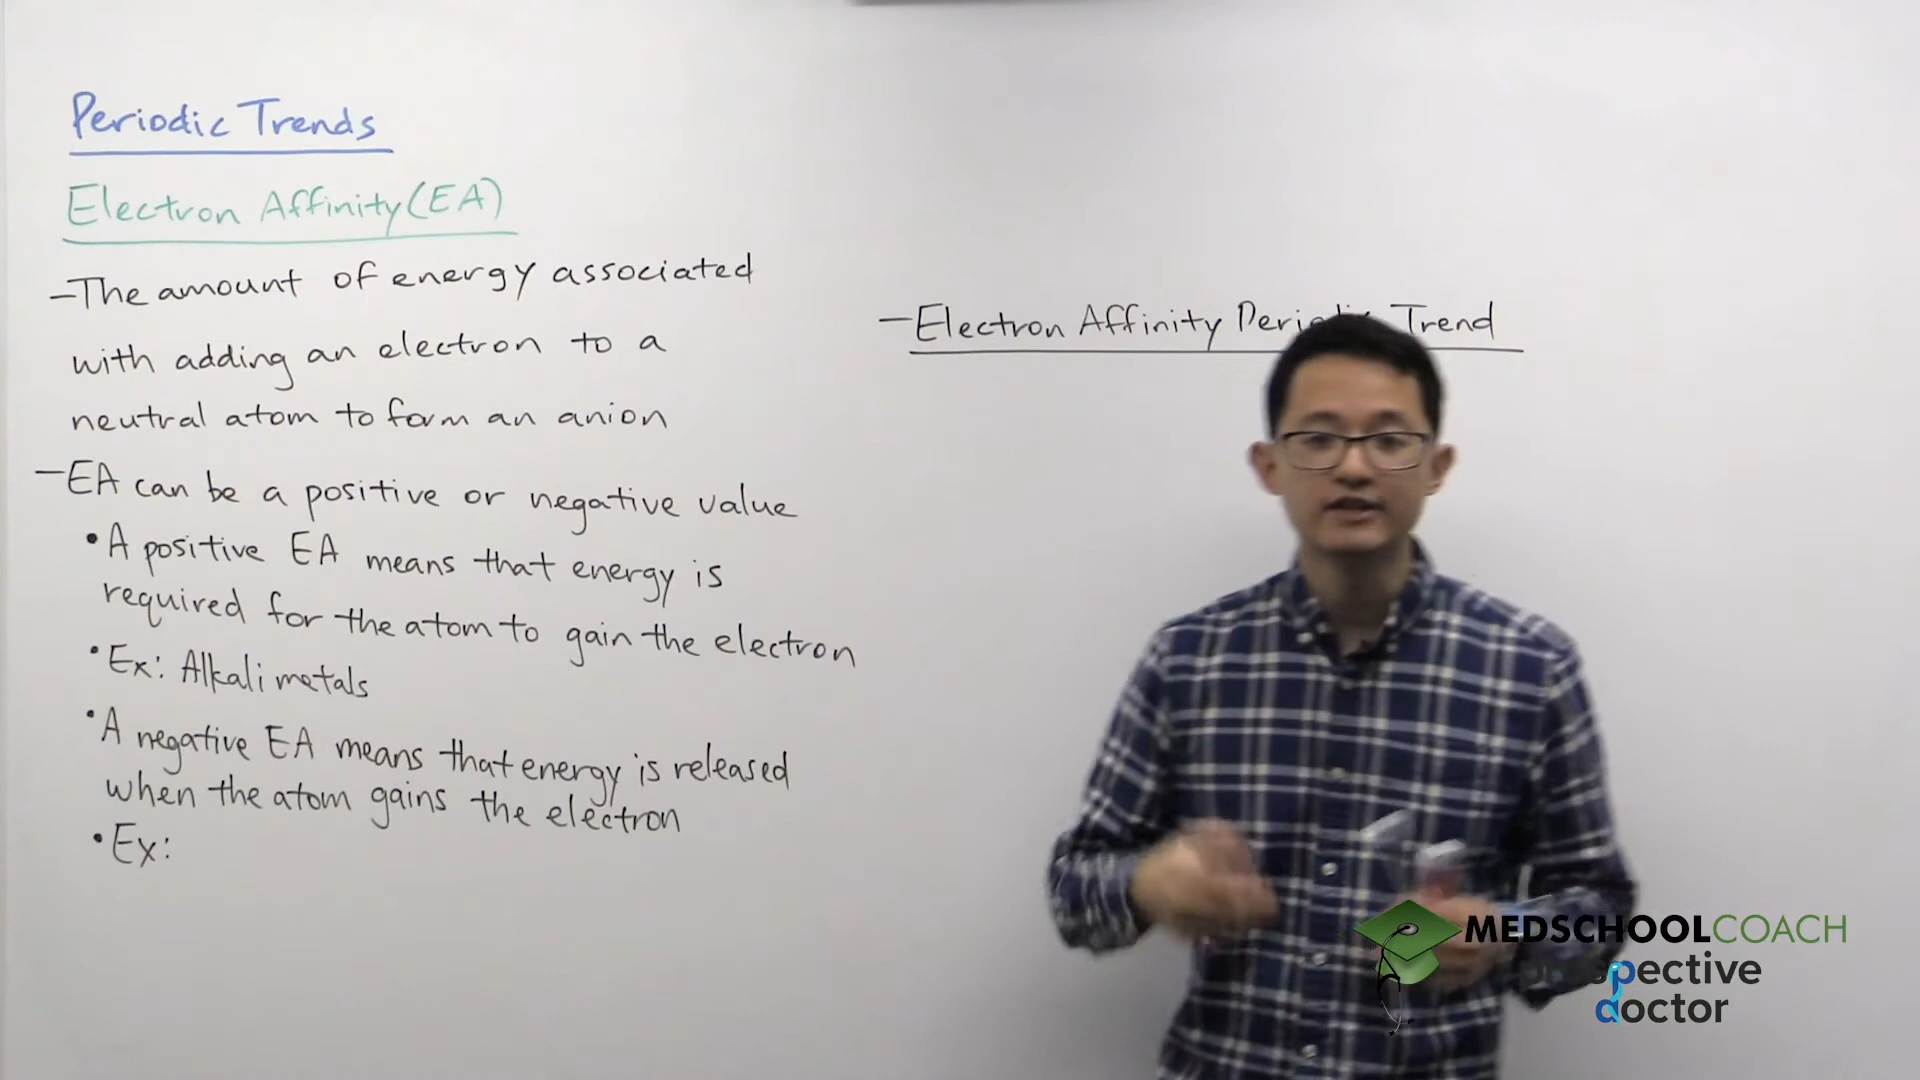 Periodic Trends
Electron Affinity (EA)
-The amount of energy associated
with adding an electron to a
neutral atom to form an anion
-EA can be a positive or negative value
• A positive EA means that energy is
required for the atom to gain the electron
• Ex: Alkali metals
• A negative EA means that energy is released
when the atom gains the electron
• Ex:
-Electron Affinity Trend
MEDSCHOOLCOACH
doctor